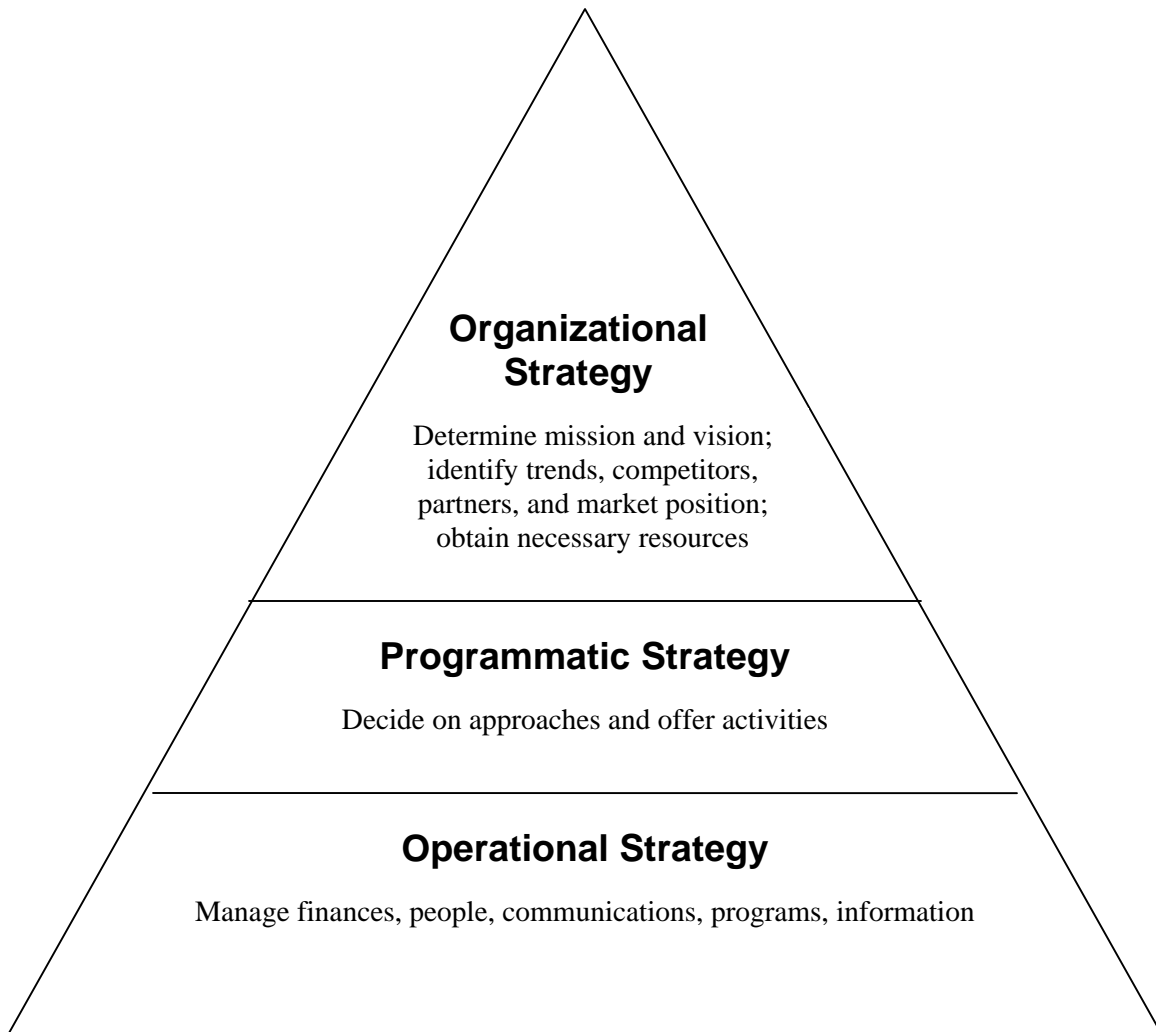 Organizational
Strategy
Determine mission and vision;
identify trends, competitors,
partners, and market position;
obtain necessary resources
Programmatic Strategy
Decide on approaches and offer activities
Operational Strategy
Manage finances, people, communications, programs, information